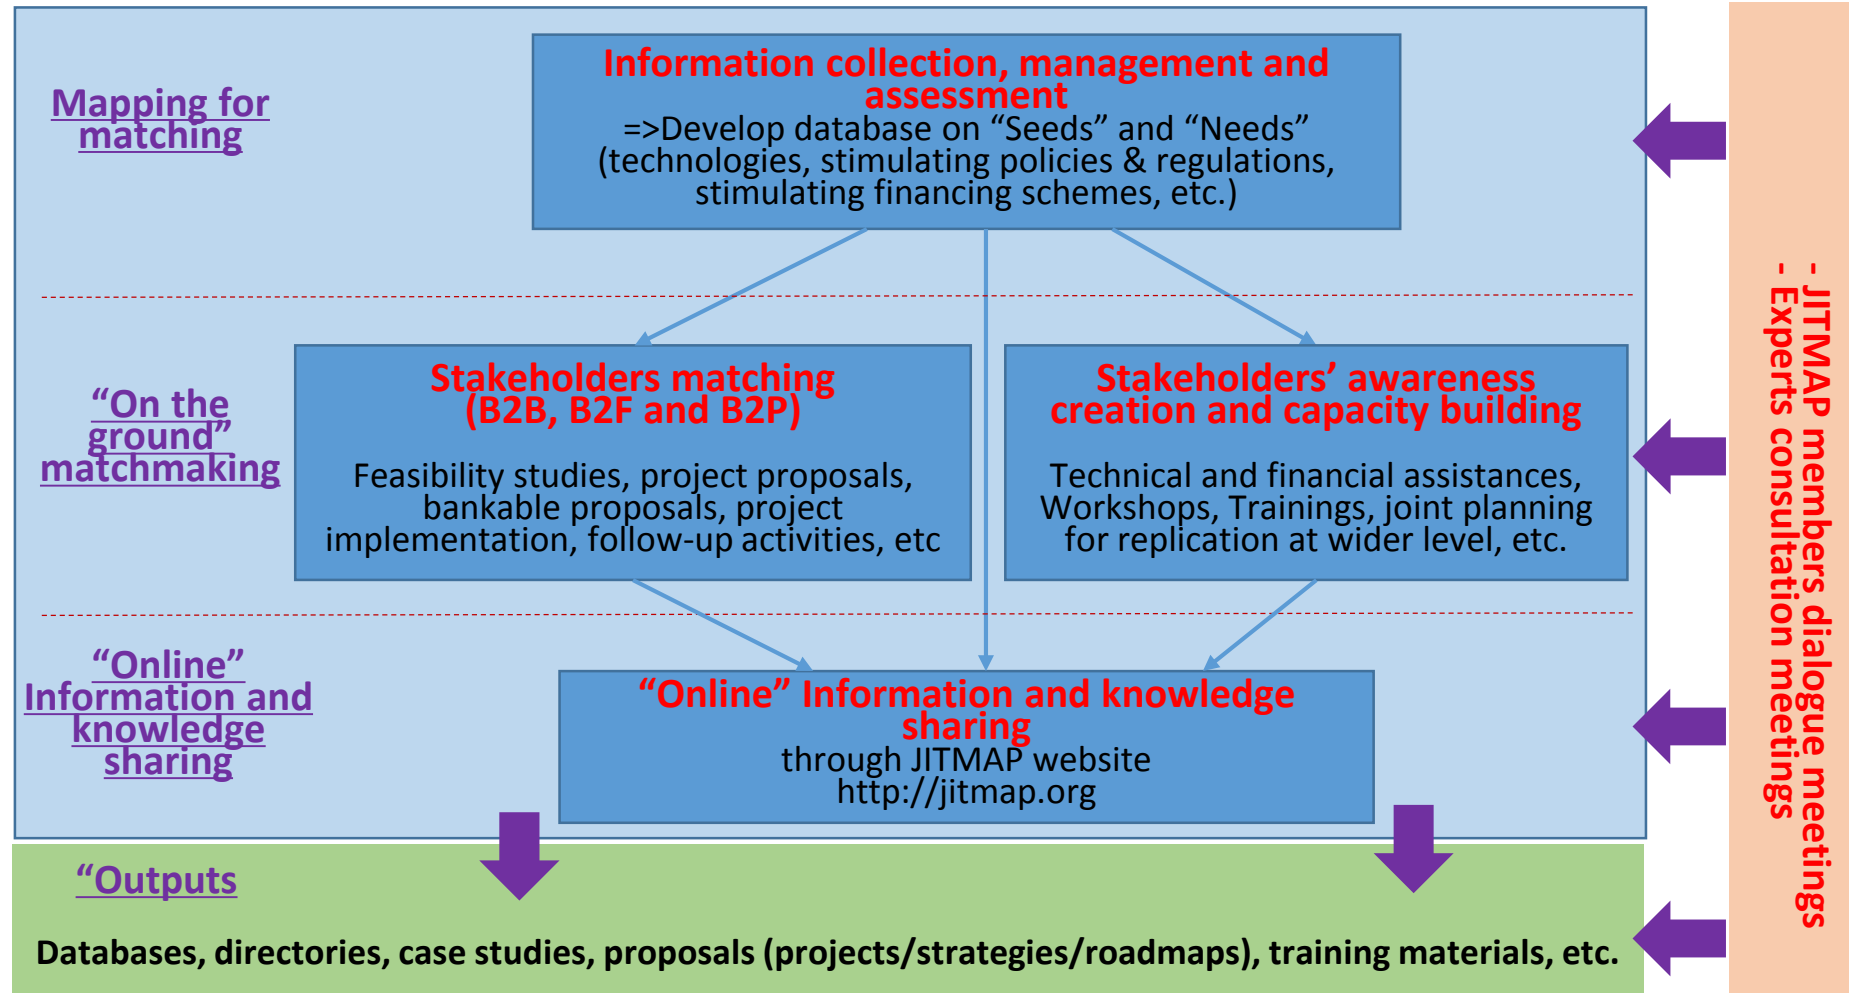 Mapping for
matching
Information collection, management and
assessment
=>Develop database on “Seeds” and “Needs”
(technologies, stimulating policies & regulations,
stimulating financing schemes, etc.)
“On the
ground”
matchmaking
Stakeholders matching
(B2B, B2F and B2P)
Feasibility studies, project proposals,
bankable proposals, project
implementation, follow-up activities, etc
Stakeholders’ awareness
creation and capacity building
Technical and financial assistances,
Workshops, Trainings, joint planning
for replication at wider level, etc.
“Online”
Information and
knowledge
sharing
“Online” Information and knowledge
sharing
through JITMAP website
http://jitmap.org
“Outputs
Databases, directories, case studies, proposals (projects/strategies/roadmaps), training materials, etc.
- JITMAP members dialogue meetings
- Experts consultation meetings